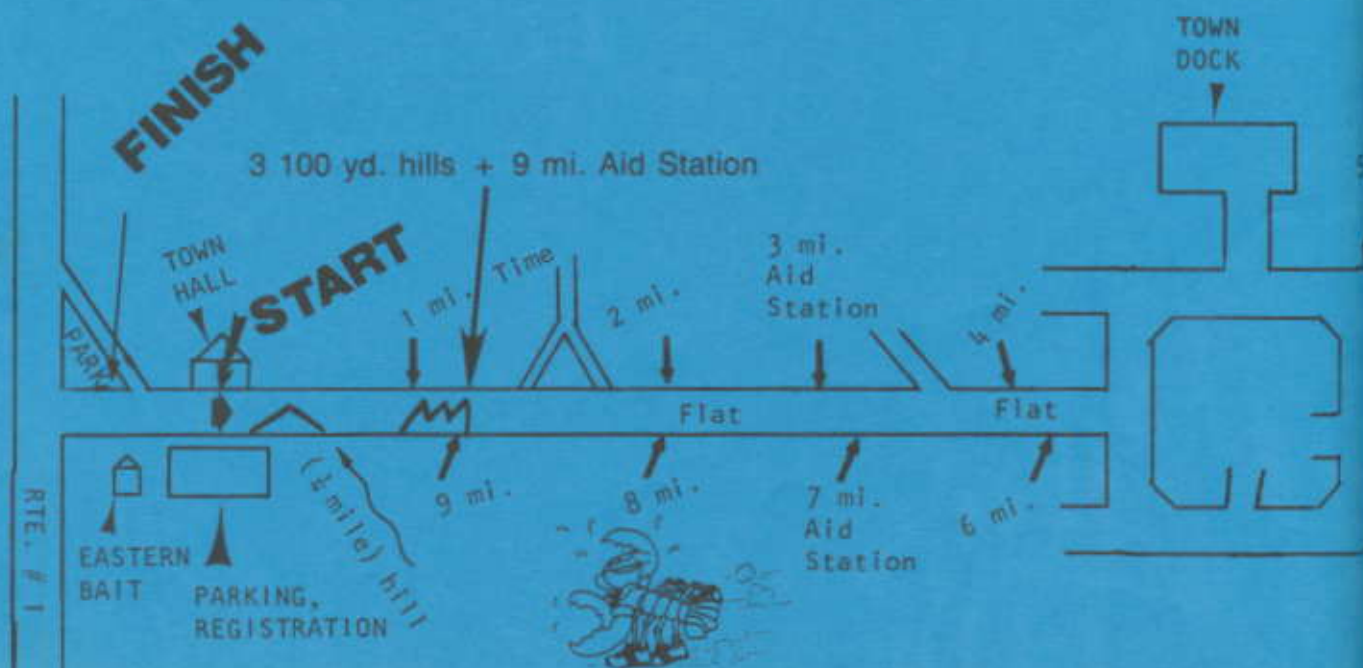 FINISH
TOWN
DOCK
3 100 yd. hills + 9 mi. Aid Station
TOWN
HALL
START
1 mi. Time
2 mi.
3 mi.
Aid
Station
4 mi.
PARK
Flat
Flat
9 mi.
8 mi.
7 mi.
Aid
Station
6 mi.
(¼ mile) hill
EASTERN
BAIT
PARKING,
REGISTRATION
RTE. #1